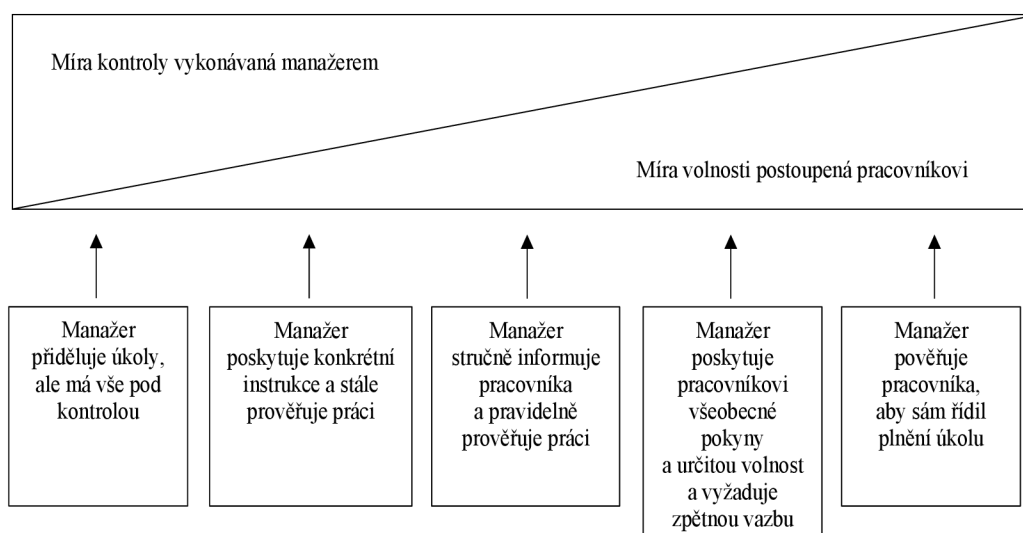 Míra kontroly vykonávaná manažerem
Míra volnosti postoupená pracovníkovi
Manažer
přiděluje úkoly,
ale má vše pod
kontrolou
Manažer
poskytuje konkrétní
instrukce a stále
prověřuje práci
Manažer
stručně informuje
pracovníka
a pravidelně
prověřuje práci
Manažer
poskytuje
pracovníkovi
všeobecné
pokyny
a určitou volnost
a vyžaduje
zpětnou vazbu
Manažer
pověřuje
pracovníka,
aby sám řídil
plnění úkolu